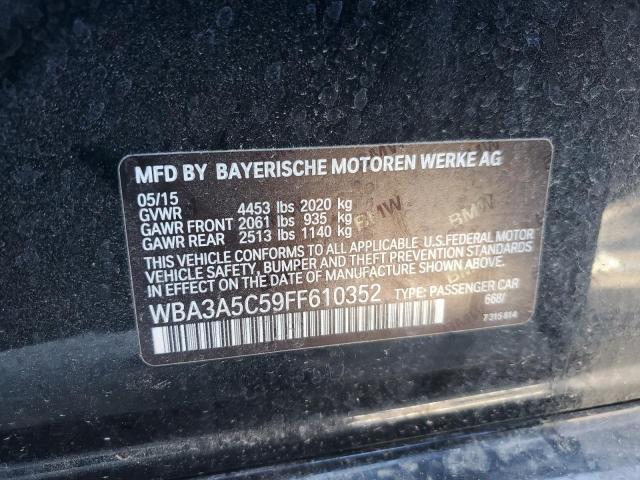 MFD BY BAYERISCHE MOTOREN WERKE AG
05/15
GVWR 4453 lbs 2020 kg
GAWR FRONT 2061 lbs 935 kg
GAWR REAR 2513 lbs 1140 kg
THIS VEHICLE CONFORMS TO ALL APPLICABLE U.S.FEDERAL MOTOR
VEHICLE SAFETY, BUMPER AND THEFT PREVENTION STANDARDS
IN EFFECT ON THE DATE OF MANUFACTURE SHOWN ABOVE.
WBA3A5C59FF610352 TYPE: PASSENGER CAR
668/
7 315 814
BMW
BMW
BMW